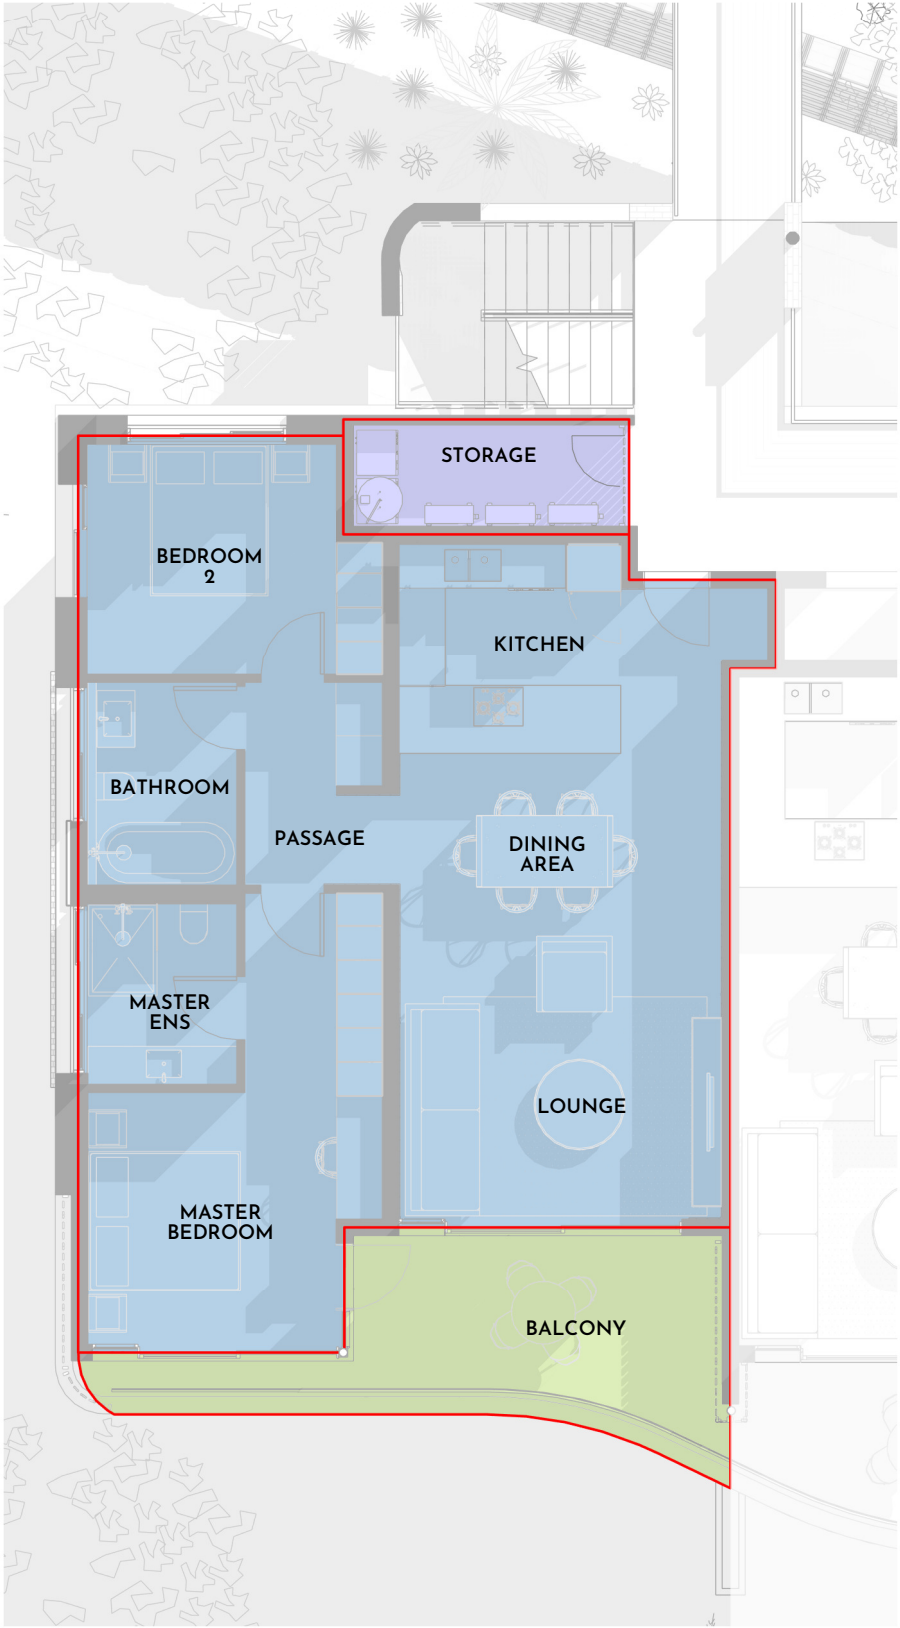 STORAGE
BEDROOM
2
KITCHEN
BATHROOM
PASSAGE
DINING
AREA
MASTER
ENS
LOUNGE
MASTER
BEDROOM
BALCONY